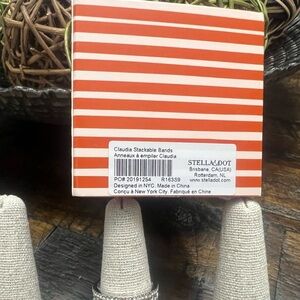 Claudia Stackable Bands
Anneaux à empiler Claudia
STELLA & DOT
Brisbane, CA(USA)
Rotterdam, NL
www.stelladot.com
PO# 20191254 R163S9
Designed in NYC. Made in China.
Conçu à New York City. Fabriqué en Chine